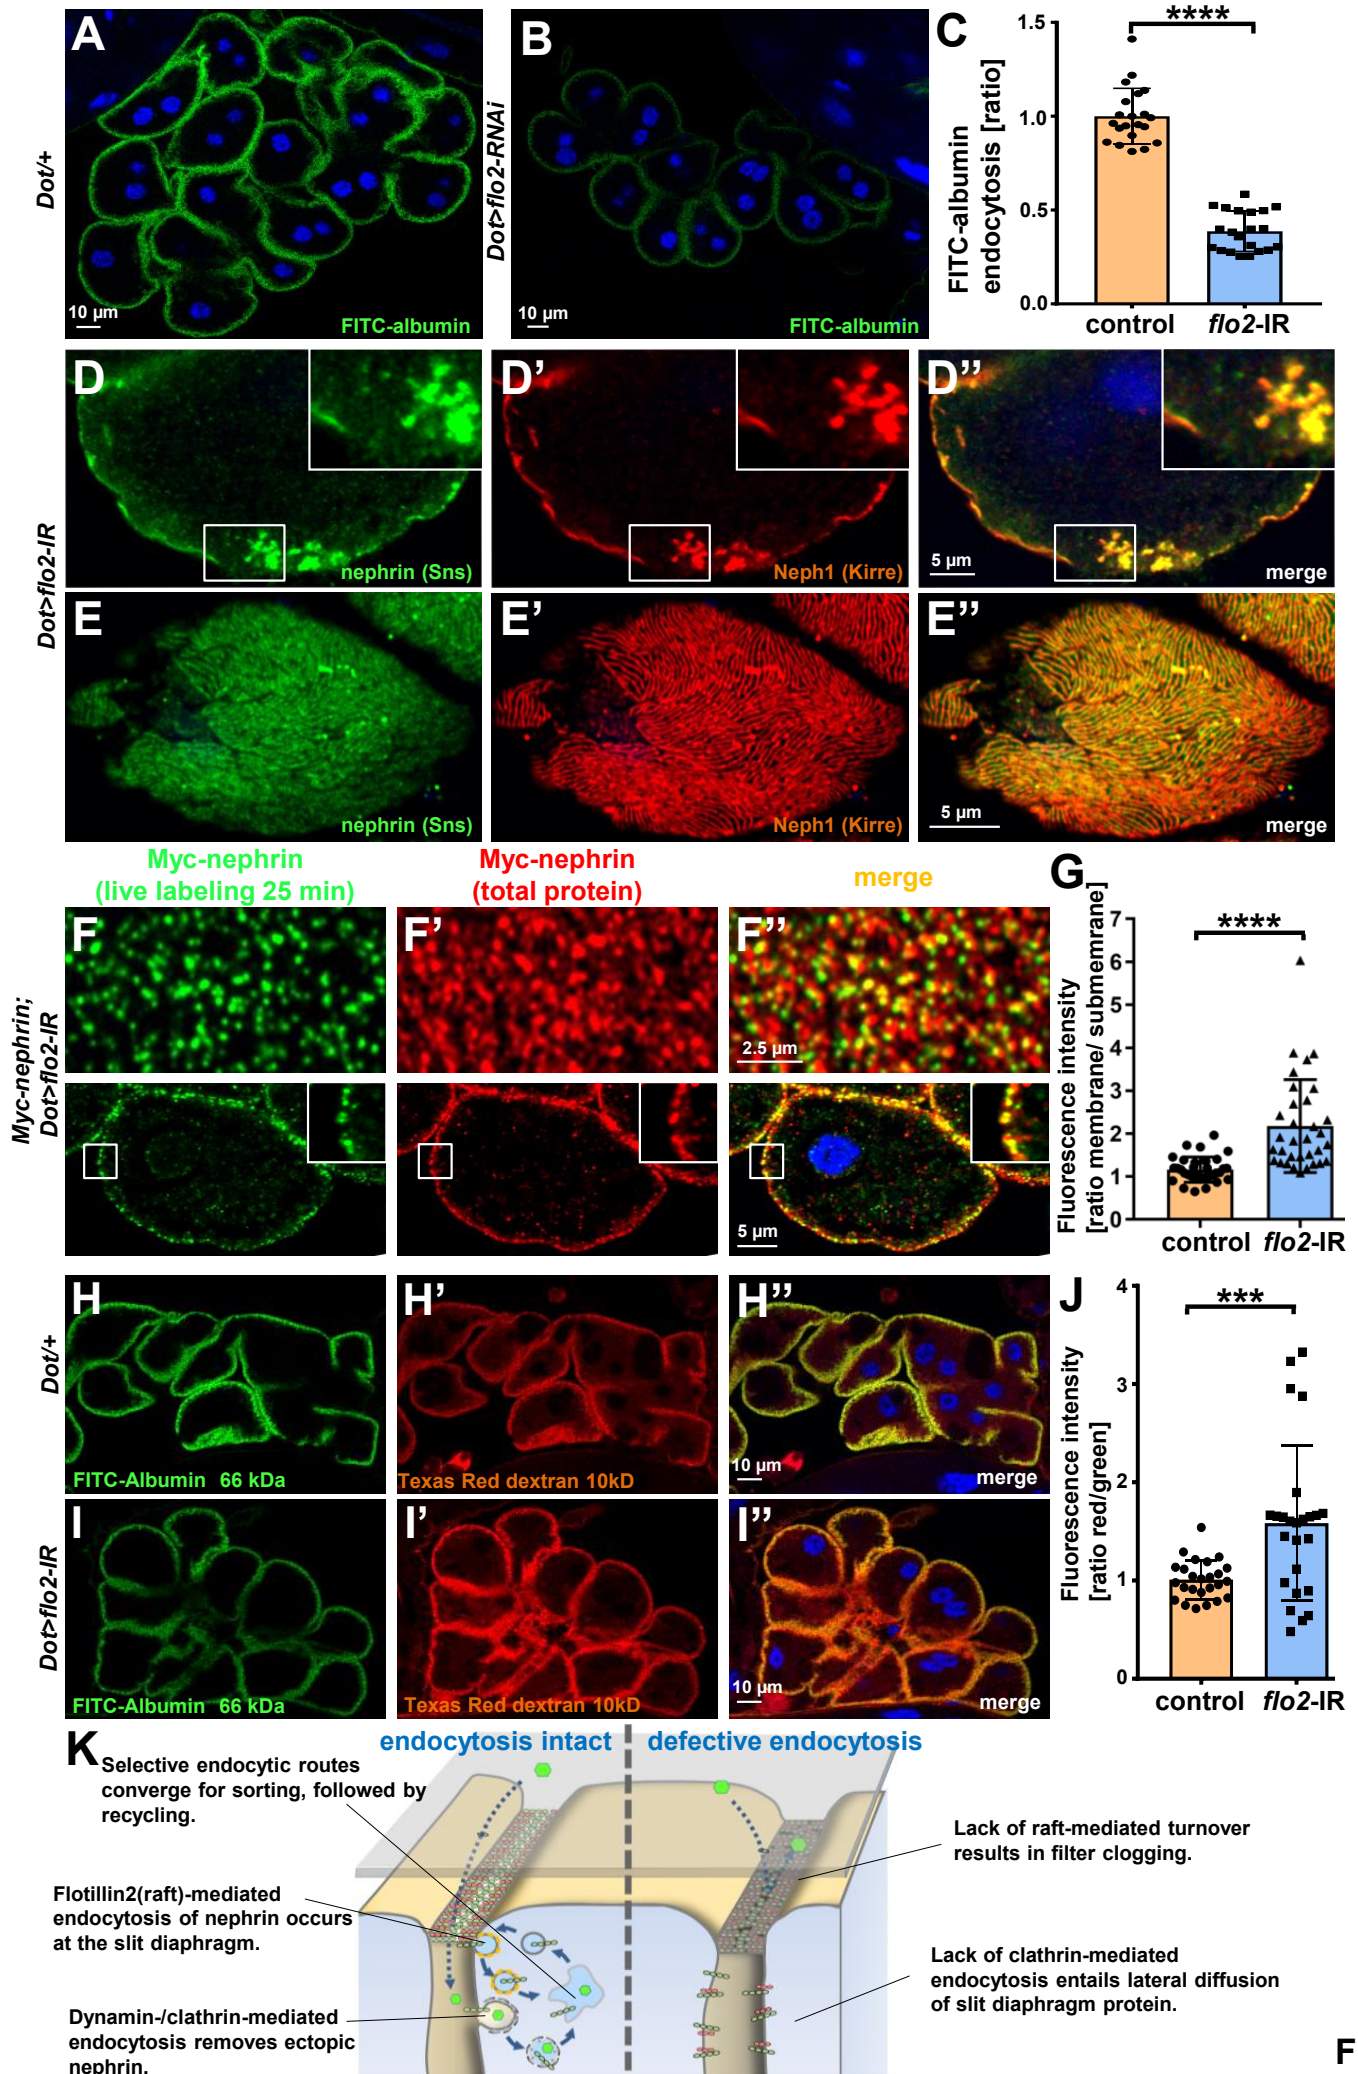 A
Dot/+
10 µm
FITC-albumin
B
Dot>flo2-RNAi
10 µm
FITC-albumin
C
FITC-albumin
endocytosis [ratio]
1.5
1.0
0.5
0.0
****
control
flo2-IR
Dot>flo2-IR
D
nephrin (Sns)
D'
Neph1 (Kirre)
D''
5 µm
merge
E
nephrin (Sns)
E'
Neph1 (Kirre)
E''
5 µm
merge
Myc-nephrin
(live labeling 25 min)
Myc-nephrin
(total protein)
merge
Myc-nephrin;
Dot>flo2-IR
F
F'
F''
2.5 µm
5 µm
G
Fluorescence intensity
[ratio membrane/ submemrane]
7
6
5
4
3
2
1
0
****
control
flo2-IR
Dot/+
H
FITC-Albumin 66 kDa
H'
Texas Red dextran 10kD
H''
10 µm
merge
Dot>flo2-IR
I
FITC-Albumin 66 kDa
I'
Texas Red dextran 10kD
I''
10 µm
merge
J
Fluorescence intensity
[ratio red/green]
4
3
2
1
0
***
control
flo2-IR
K
endocytosis intact
defective endocytosis
Selective endocytic routes
converge for sorting, followed by
recycling.
Flotillin2(raft)-mediated
endocytosis of nephrin occurs
at the slit diaphragm.
Dynamin-/clathrin-mediated
endocytosis removes ectopic
nephrin.
Lack of raft-mediated turnover
results in filter clogging.
Lack of clathrin-mediated
endocytosis entails lateral diffusion
of slit diaphragm protein.
F